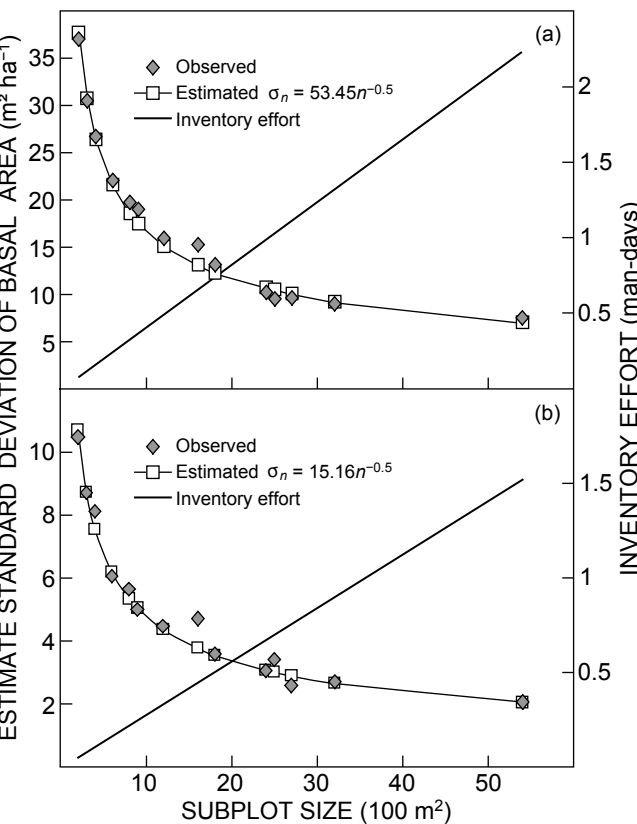 ESTIMATE STANDARD DEVIATION OF BASAL AREA (m² ha⁻¹)
(a)
Observed
Estimated σn = 53.45n⁻⁰·⁵
Inventory effort
35
30
25
20
15
10
5
2
1.5
1
0.5
(b)
Observed
Estimated σn = 15.16n⁻⁰·⁵
Inventory effort
10
8
6
4
2
1.5
1
0.5
INVENTORY EFFORT (man-days)
10 20 30 40 50
SUBPLOT SIZE (100 m²)